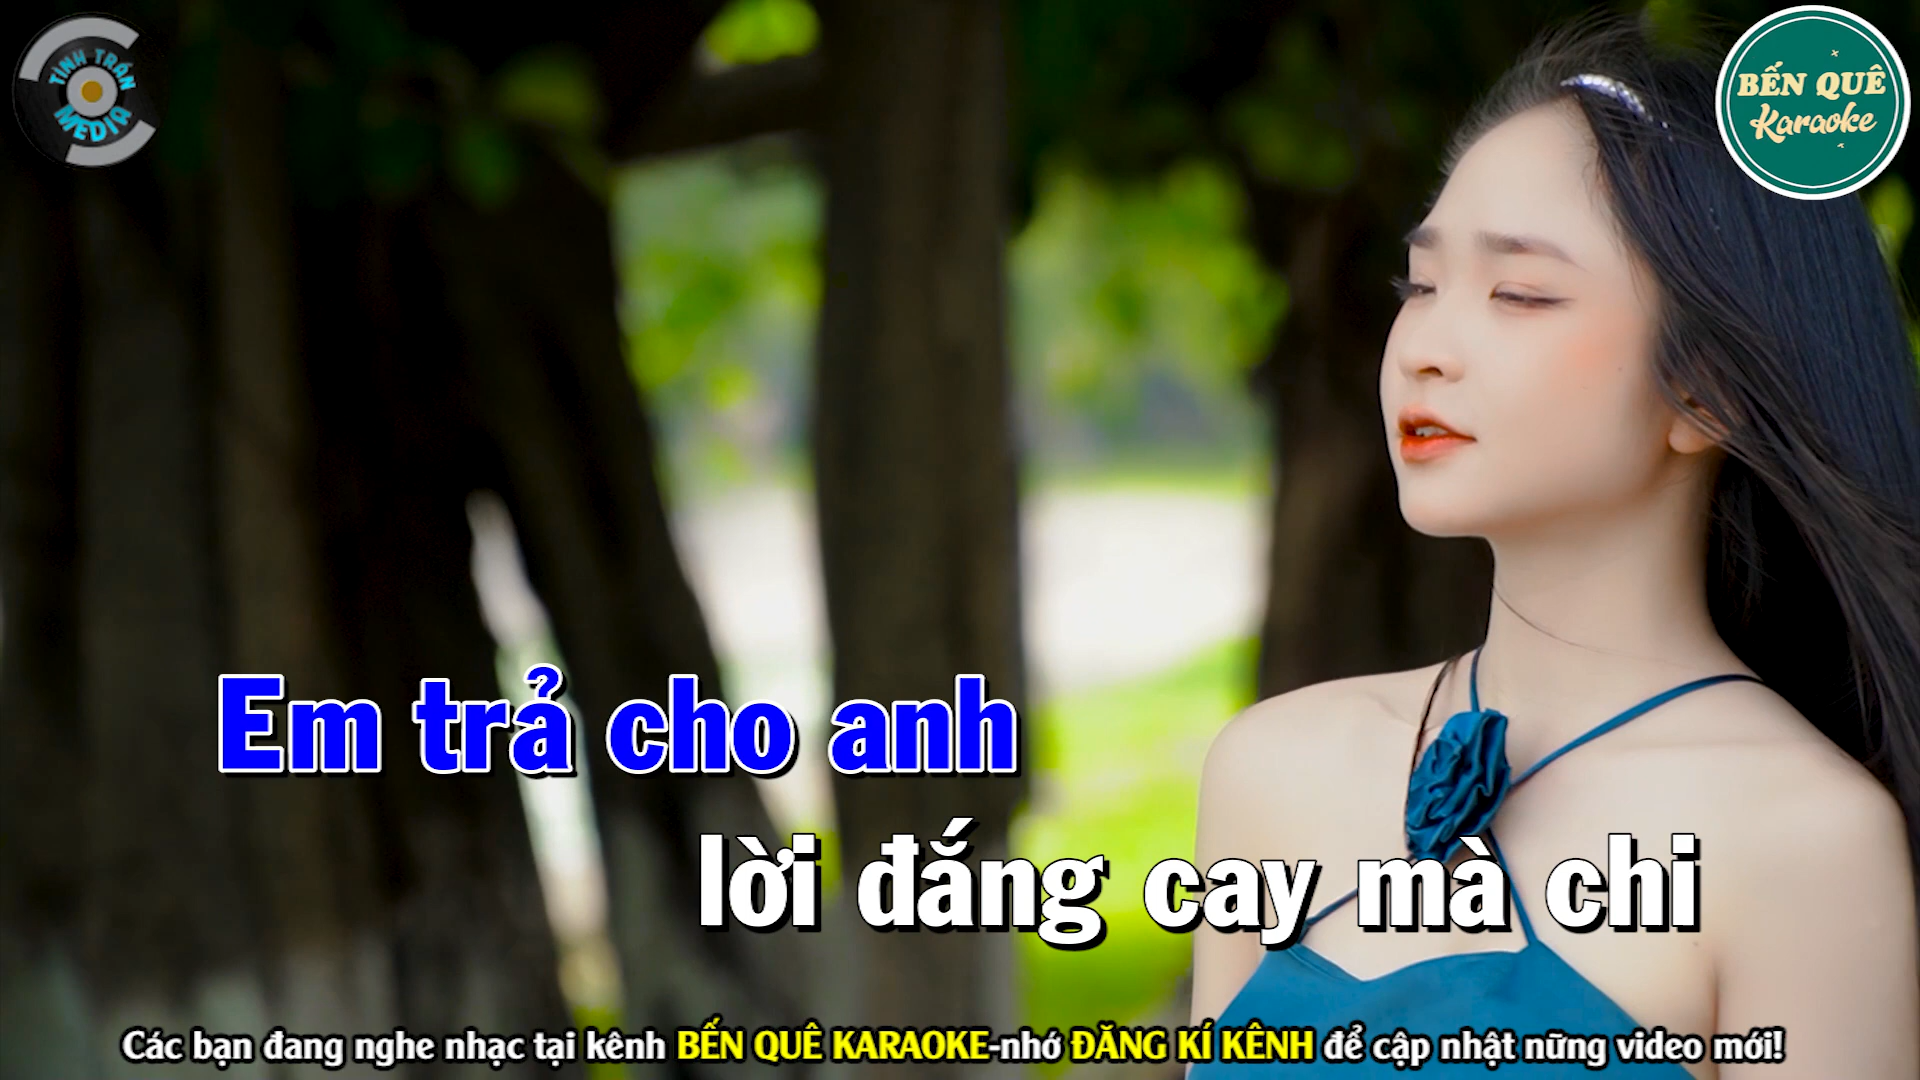 TÌNH TRẦN
MEDIA
BẾN QUÊ
Karaoke
Em trả cho anh
lời đắng cay mà chi
Các bạn đang nghe nhạc tại kênh BẾN QUÊ KARAOKE-nhớ ĐĂNG KÍ KÊNH để cập nhật nững video mới!